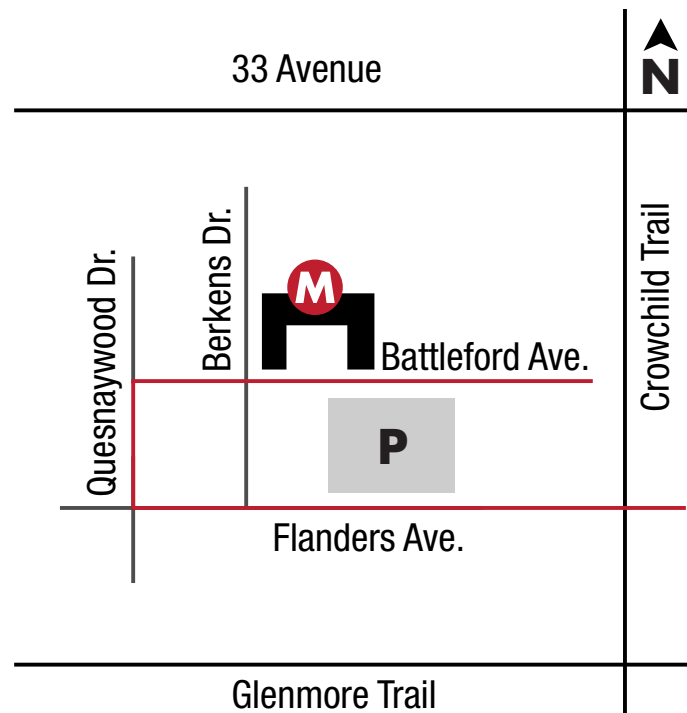 33 Avenue
N
Quesnaywood Dr.
Berkens Dr.
M
Crowchild Trail
Battleford Ave.
P
Flanders Ave.
Glenmore Trail